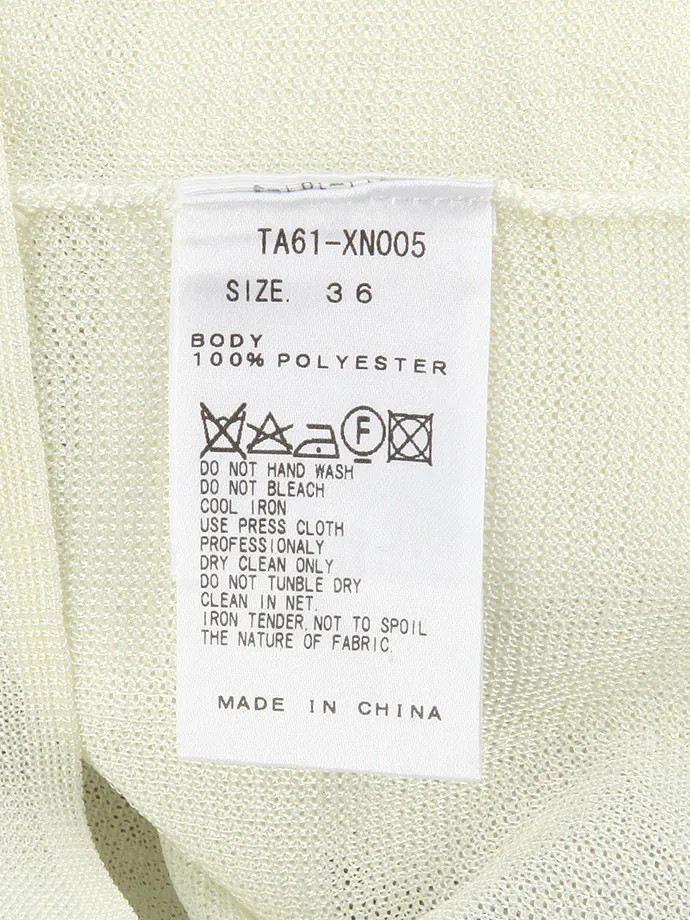 TA61-XN005
SIZE. 36
BODY
100% POLYESTER
F
DO NOT HAND WASH
DO NOT BLEACH
COOL IRON
USE PRESS CLOTH
PROFESSIONALY
DRY CLEAN ONLY
DO NOT TUNBLE DRY
CLEAN IN NET.
IRON TENDER, NOT TO SPOIL
THE NATURE OF FABRIC.
MADE IN CHINA